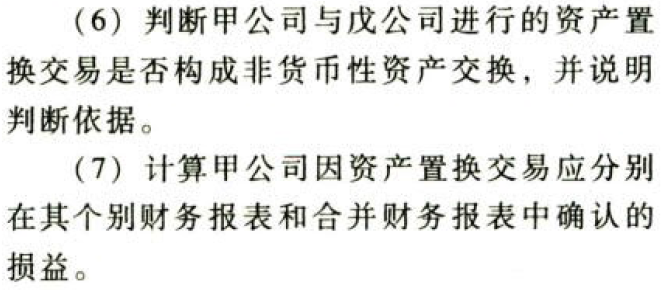 （6）判断甲公司与戊公司进行的资产置
换交易是否构成非货币性资产交换，并说明
判断依据。
（7）计算甲公司因资产置换交易应分别
在其个别财务报表和合并财务报表中确认的
损益。